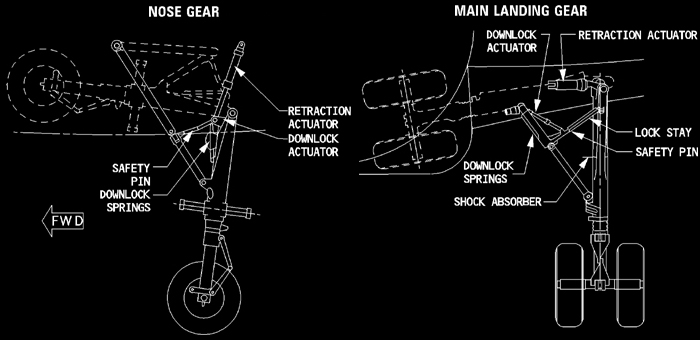 NOSE GEAR
RETRACTION
ACTUATOR
DOWNLOCK
ACTUATOR
SAFETY
PIN
DOWNLOCK
SPRINGS
FWD
MAIN LANDING GEAR
DOWNLOCK
ACTUATOR
RETRACTION ACTUATOR
LOCK STAY
SAFETY PIN
DOWNLOCK
SPRINGS
SHOCK ABSORBER